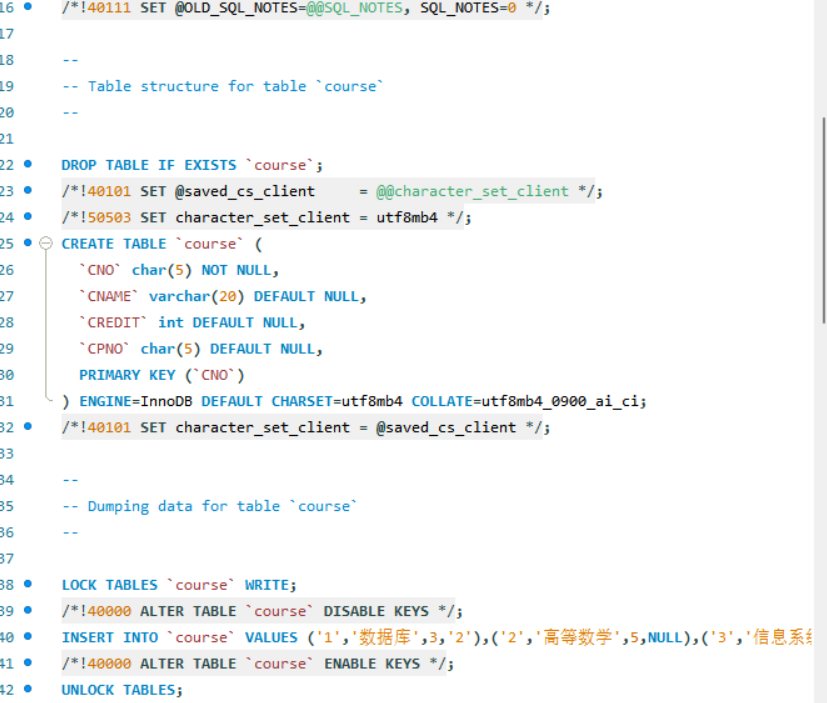 16 /*!40111 SET @OLD_SQL_NOTES=@@SQL_NOTES, SQL_NOTES=0 */;
17
18 --
19 -- Table structure for table `course`
20 --
21
22 DROP TABLE IF EXISTS `course`;
23 /*!40101 SET @saved_cs_client     = @@character_set_client */;
24 /*!50503 SET character_set_client = utf8mb4 */;
25 CREATE TABLE `course` (
26   `CNO` char(5) NOT NULL,
27   `CNAME` varchar(20) DEFAULT NULL,
28   `CREDIT` int DEFAULT NULL,
29   `CPNO` char(5) DEFAULT NULL,
30   PRIMARY KEY (`CNO`)
31 ) ENGINE=InnoDB DEFAULT CHARSET=utf8mb4 COLLATE=utf8mb4_0900_ai_ci;
32 /*!40101 SET character_set_client = @saved_cs_client */;
33
34 --
35 -- Dumping data for table `course`
36 --
37
38 LOCK TABLES `course` WRITE;
39 /*!40000 ALTER TABLE `course` DISABLE KEYS */;
40 INSERT INTO `course` VALUES ('1','数据库',3,'2'),('2','高等数学',5,NULL),('3','信息系
41 /*!40000 ALTER TABLE `course` ENABLE KEYS */;
42 UNLOCK TABLES;